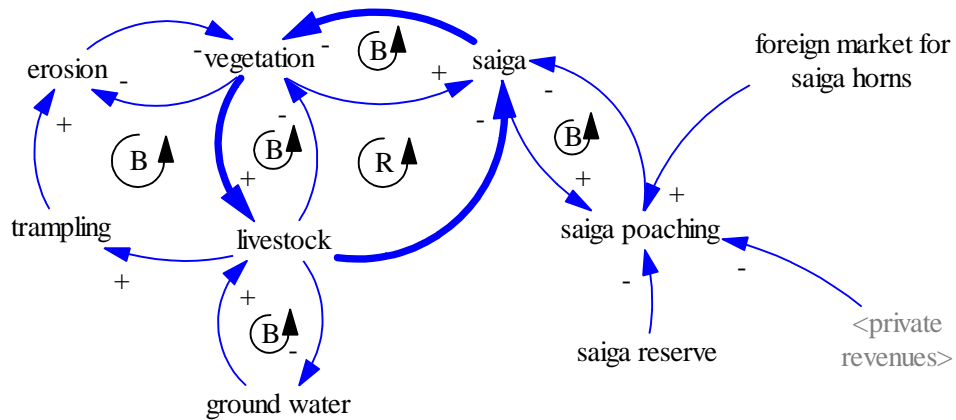 foreign market for
saiga horns
erosion
vegetation
saiga
-
-
-
+
B
-
+
-
-
-
+
B
B
R
B
+
+
+
trampling
livestock
saiga poaching
+
+
B
-
-
-
ground water
saiga reserve
<private
revenues>